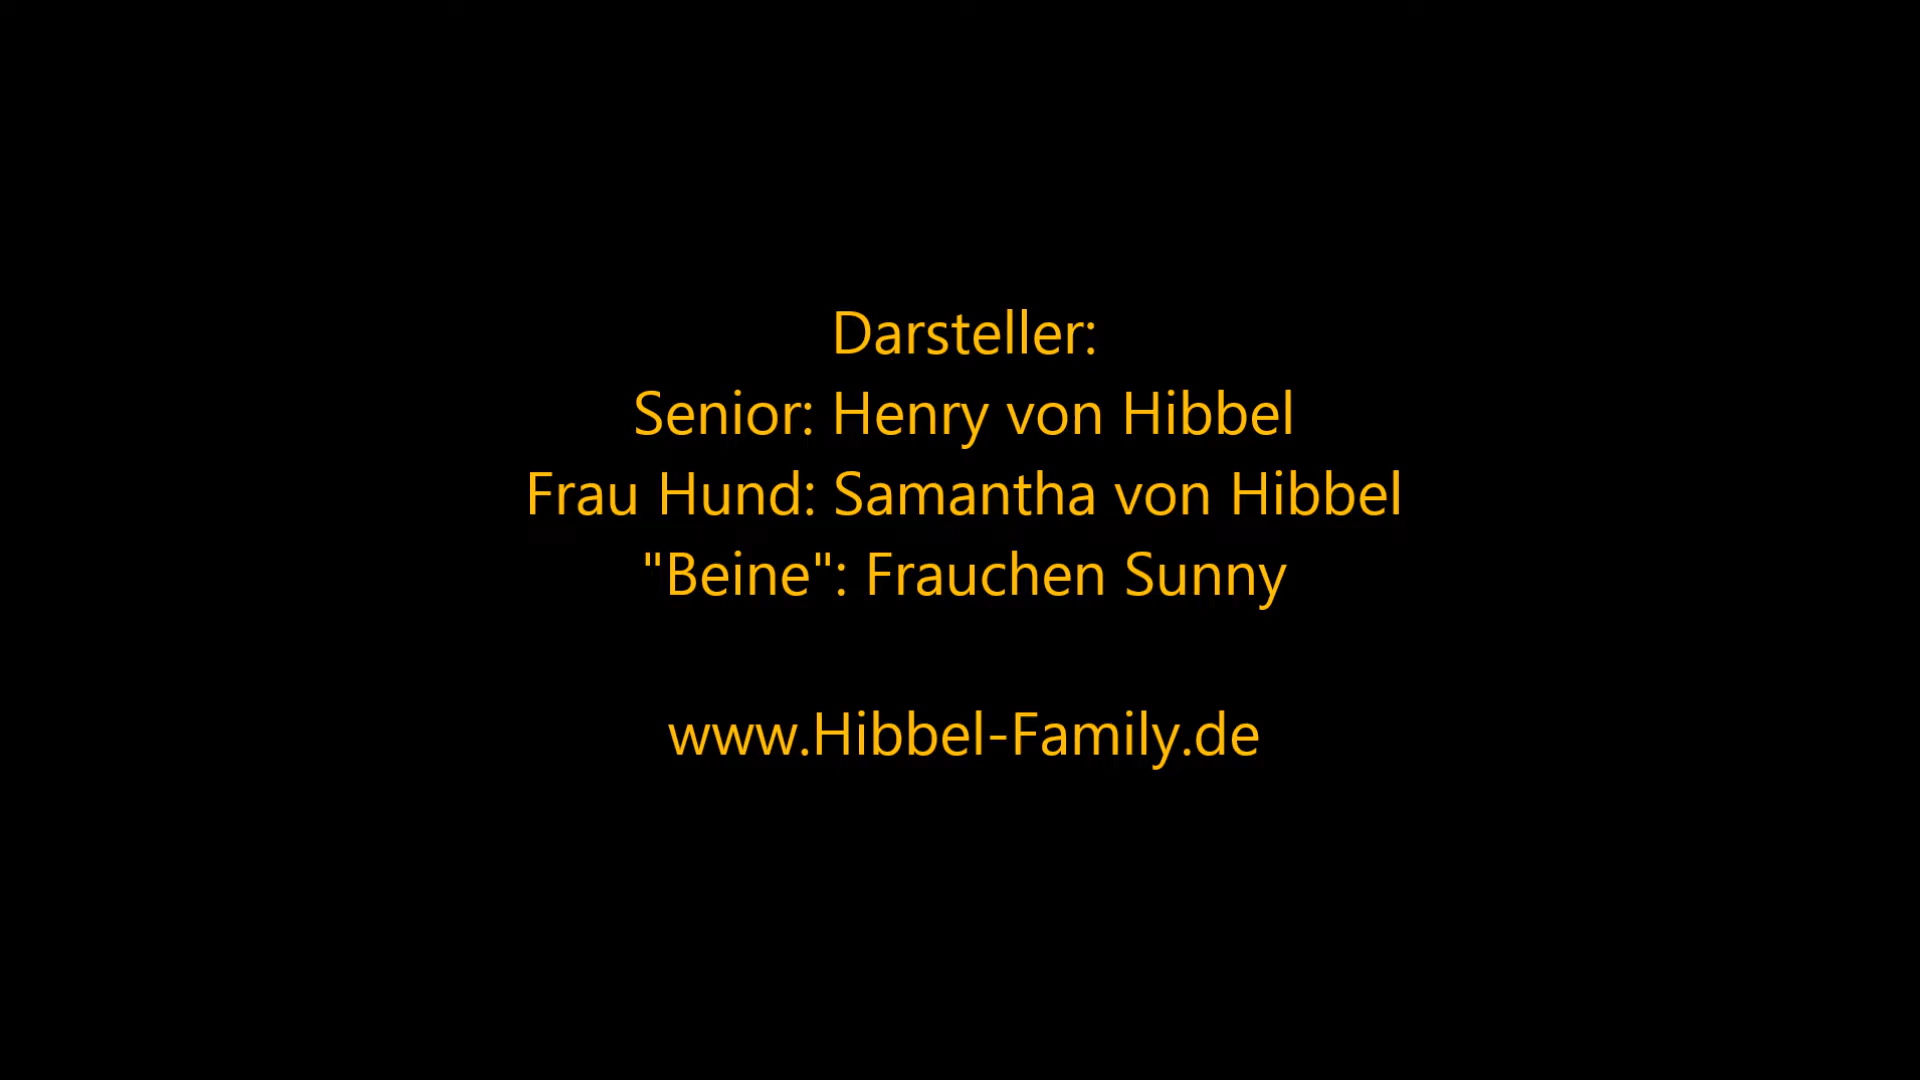 Darsteller:
Senior: Henry von Hibbel
Frau Hund: Samantha von Hibbel
"Beine": Frauchen Sunny
www.Hibbel-Family.de